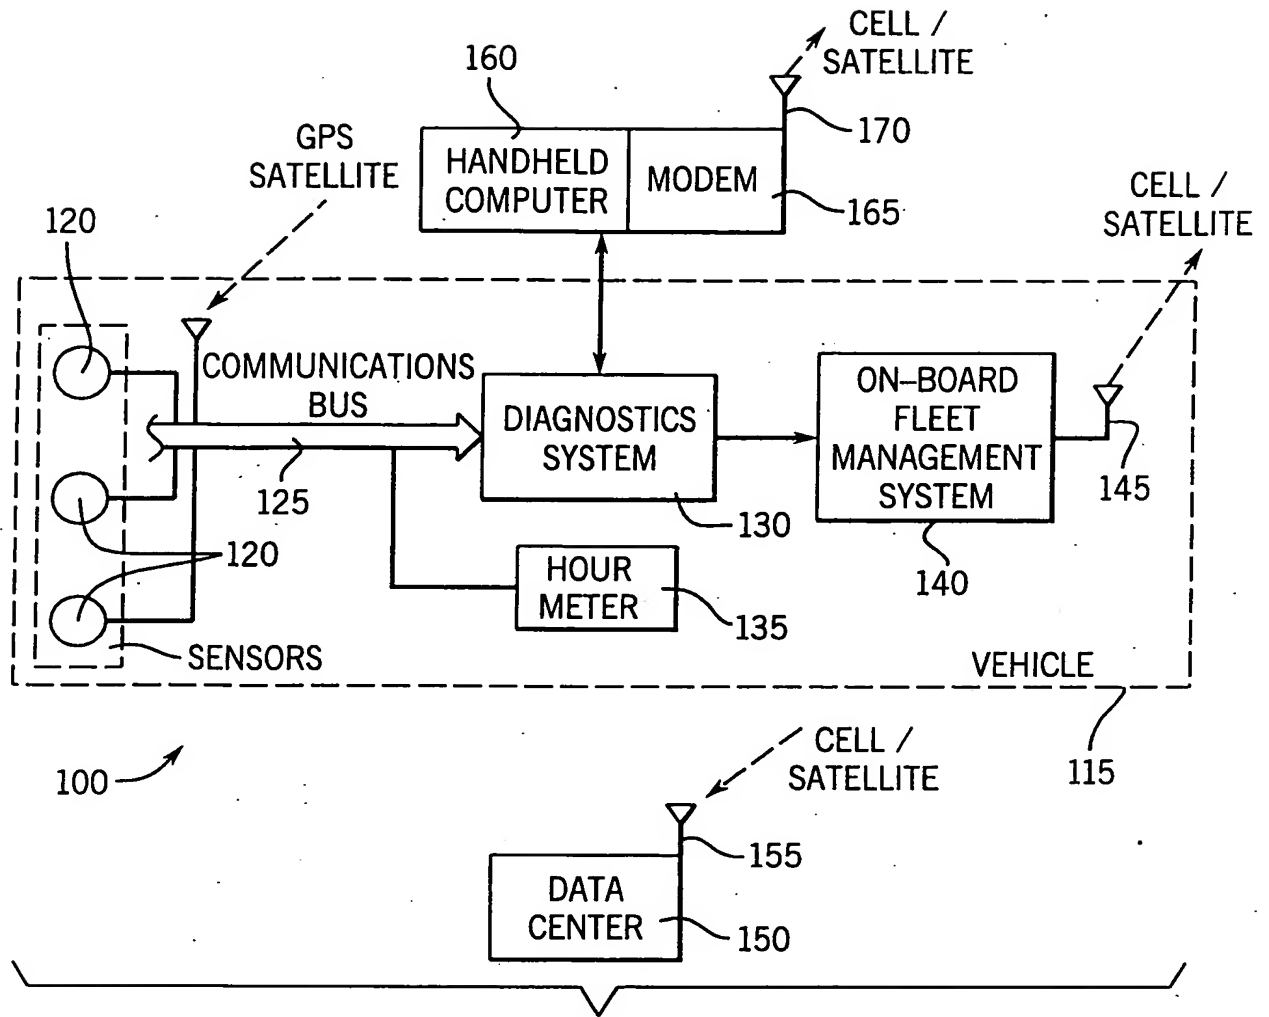 CELL /
SATELLITE
160
170
GPS
SATELLITE
HANDHELD
COMPUTER
MODEM
165
CELL /
SATELLITE
120
COMMUNICATIONS
BUS
125
DIAGNOSTICS
SYSTEM
130
ON–BOARD
FLEET
MANAGEMENT
SYSTEM
140
145
120
HOUR
METER
135
SENSORS
VEHICLE
115
100
CELL /
SATELLITE
155
DATA
CENTER
150